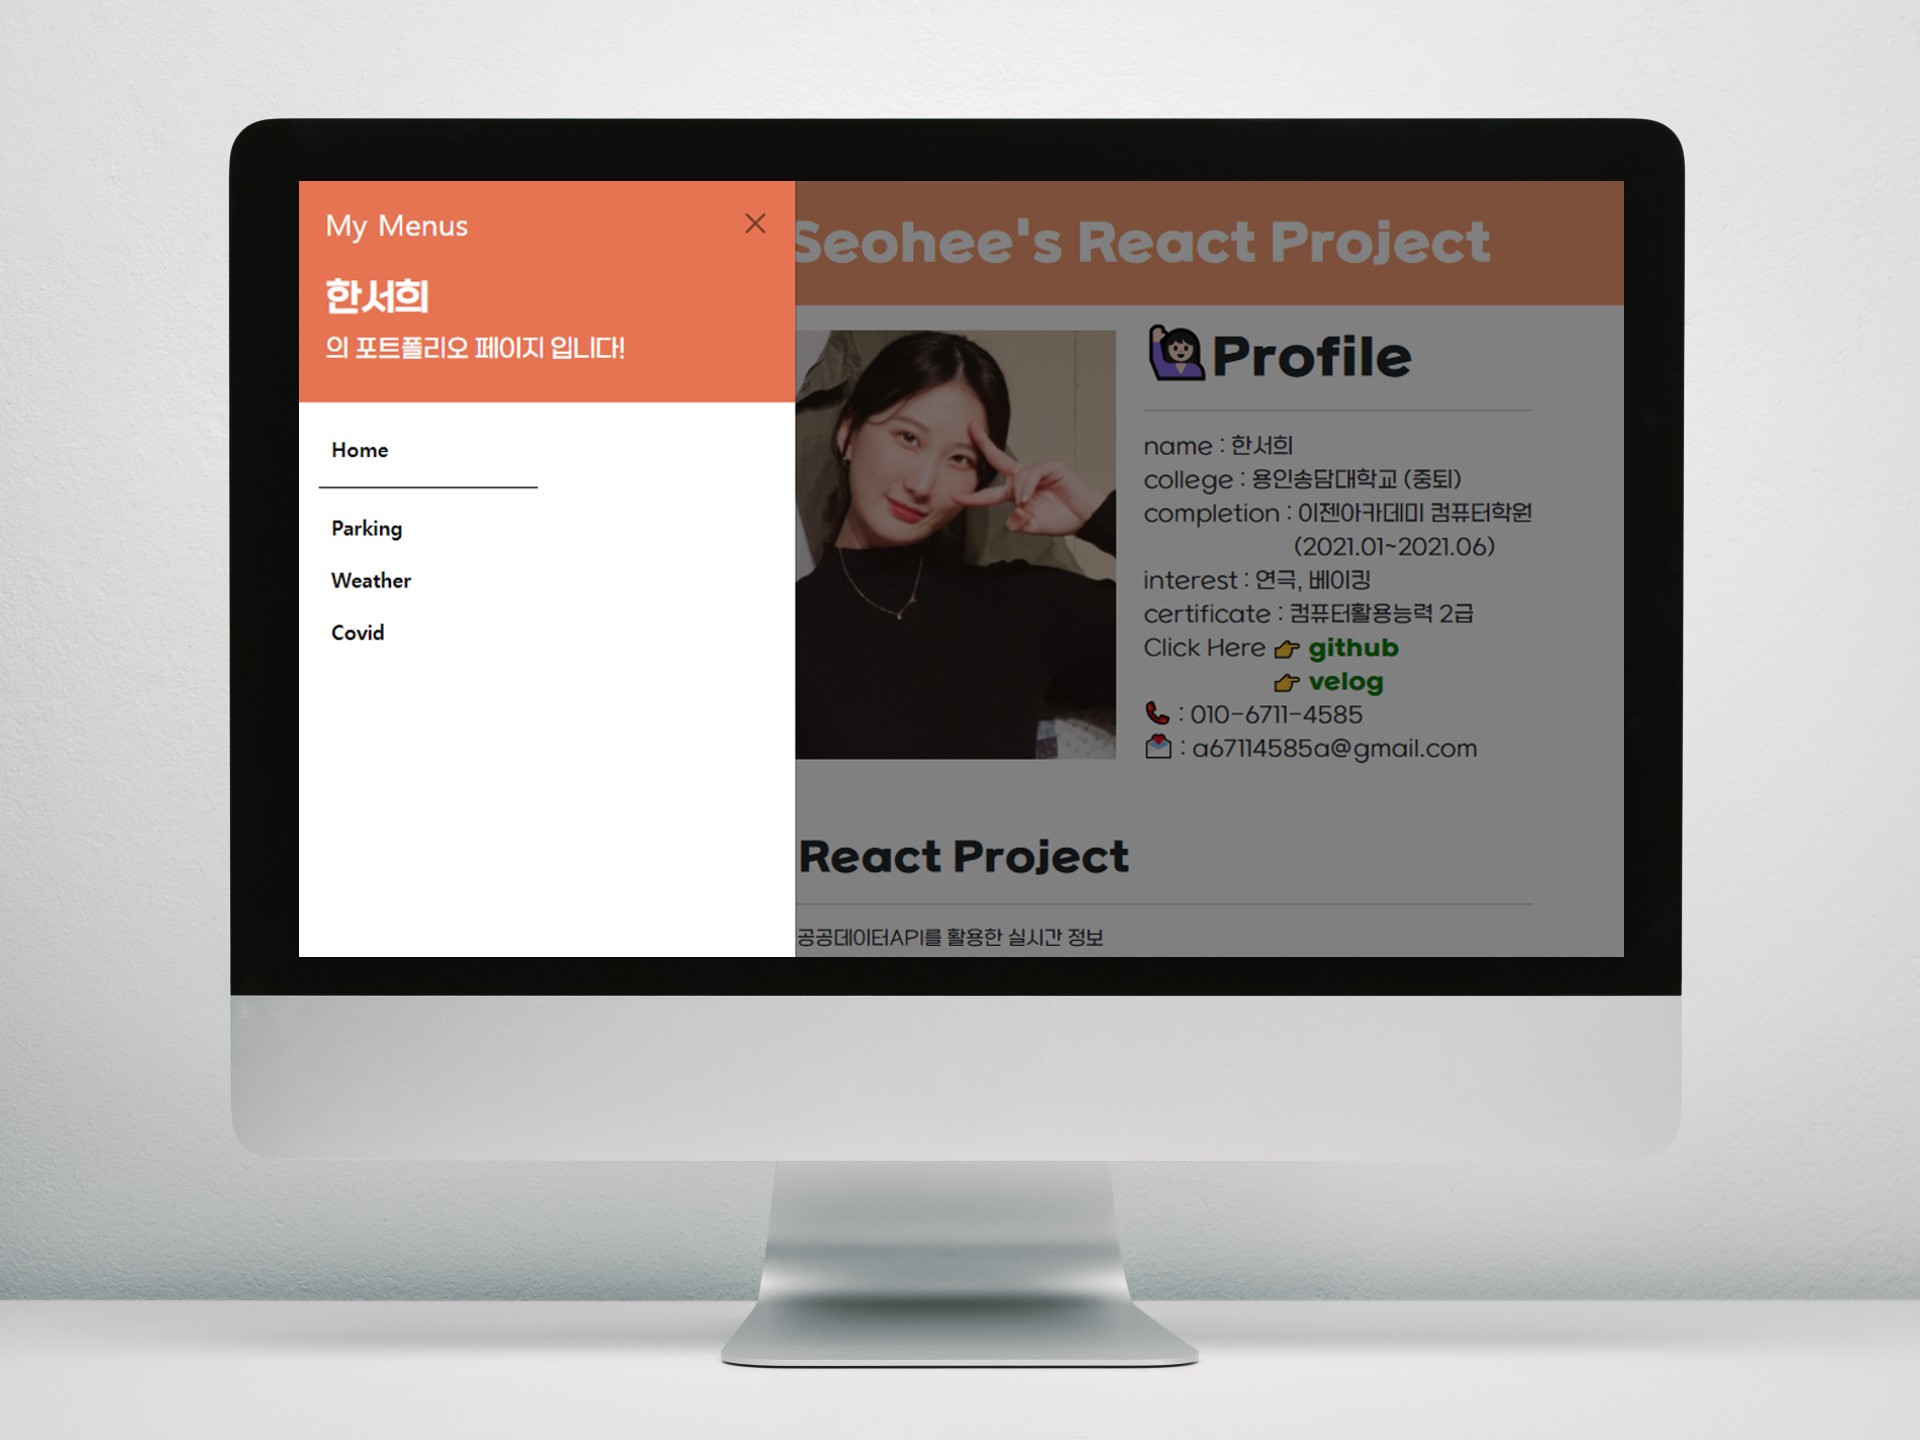 My Menus
한서희
의 포트폴리오 페이지 입니다!
Home
Parking
Weather
Covid
Seohee's React Project
Profile
name : 한서희
college : 용인송담대학교 (중퇴)
completion : 이젠아카데미 컴퓨터학원
(2021.01~2021.06)
interest : 연극, 베이킹
certificate : 컴퓨터활용능력 2급
Click Here 👉 github
👉 velog
📞 : 010-6711-4585
💌 : a67114585a@gmail.com
React Project
공공데이터API를 활용한 실시간 정보